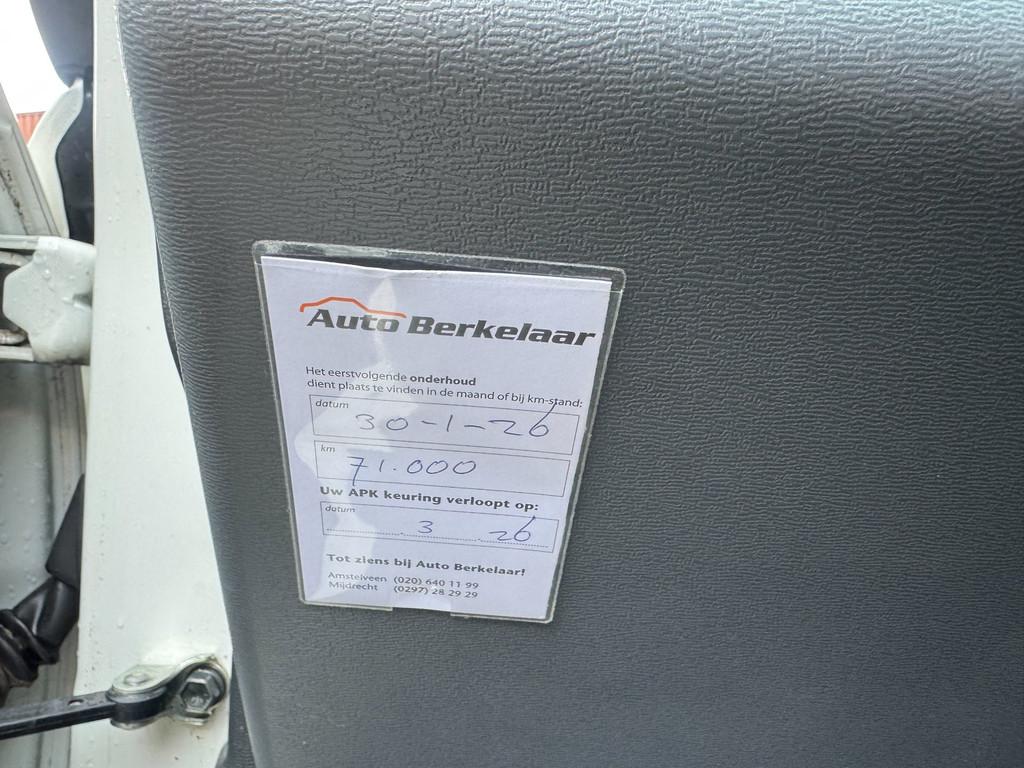 Auto Berkelaar
Het eerstvolgende onderhoud
dient plaats te vinden in de maand of bij km-stand:
datum
30-1-26
km
71.000
Uw APK keuring verloopt op:
datum
3 26
Tot ziens bij Auto Berkelaar!
Amstelveen (020) 640 11 99
Mijdrecht (0297) 28 29 29